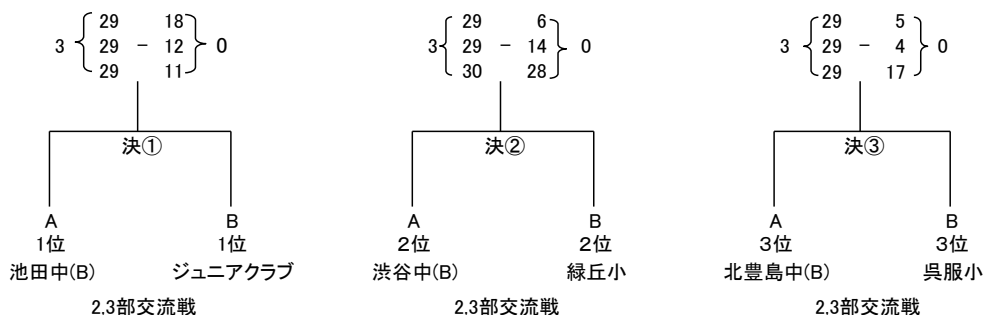 29 18
3 29 - 12 0
29 11
決①
A B
1位 1位
池田中(B) ジュニアクラブ
2,3部交流戦
29 6
3 29 - 14 0
30 28
決②
A B
2位 2位
渋谷中(B) 緑丘小
2,3部交流戦
29 5
3 29 - 4 0
29 17
決③
A B
3位 3位
北豊島中(B) 呉服小
2,3部交流戦